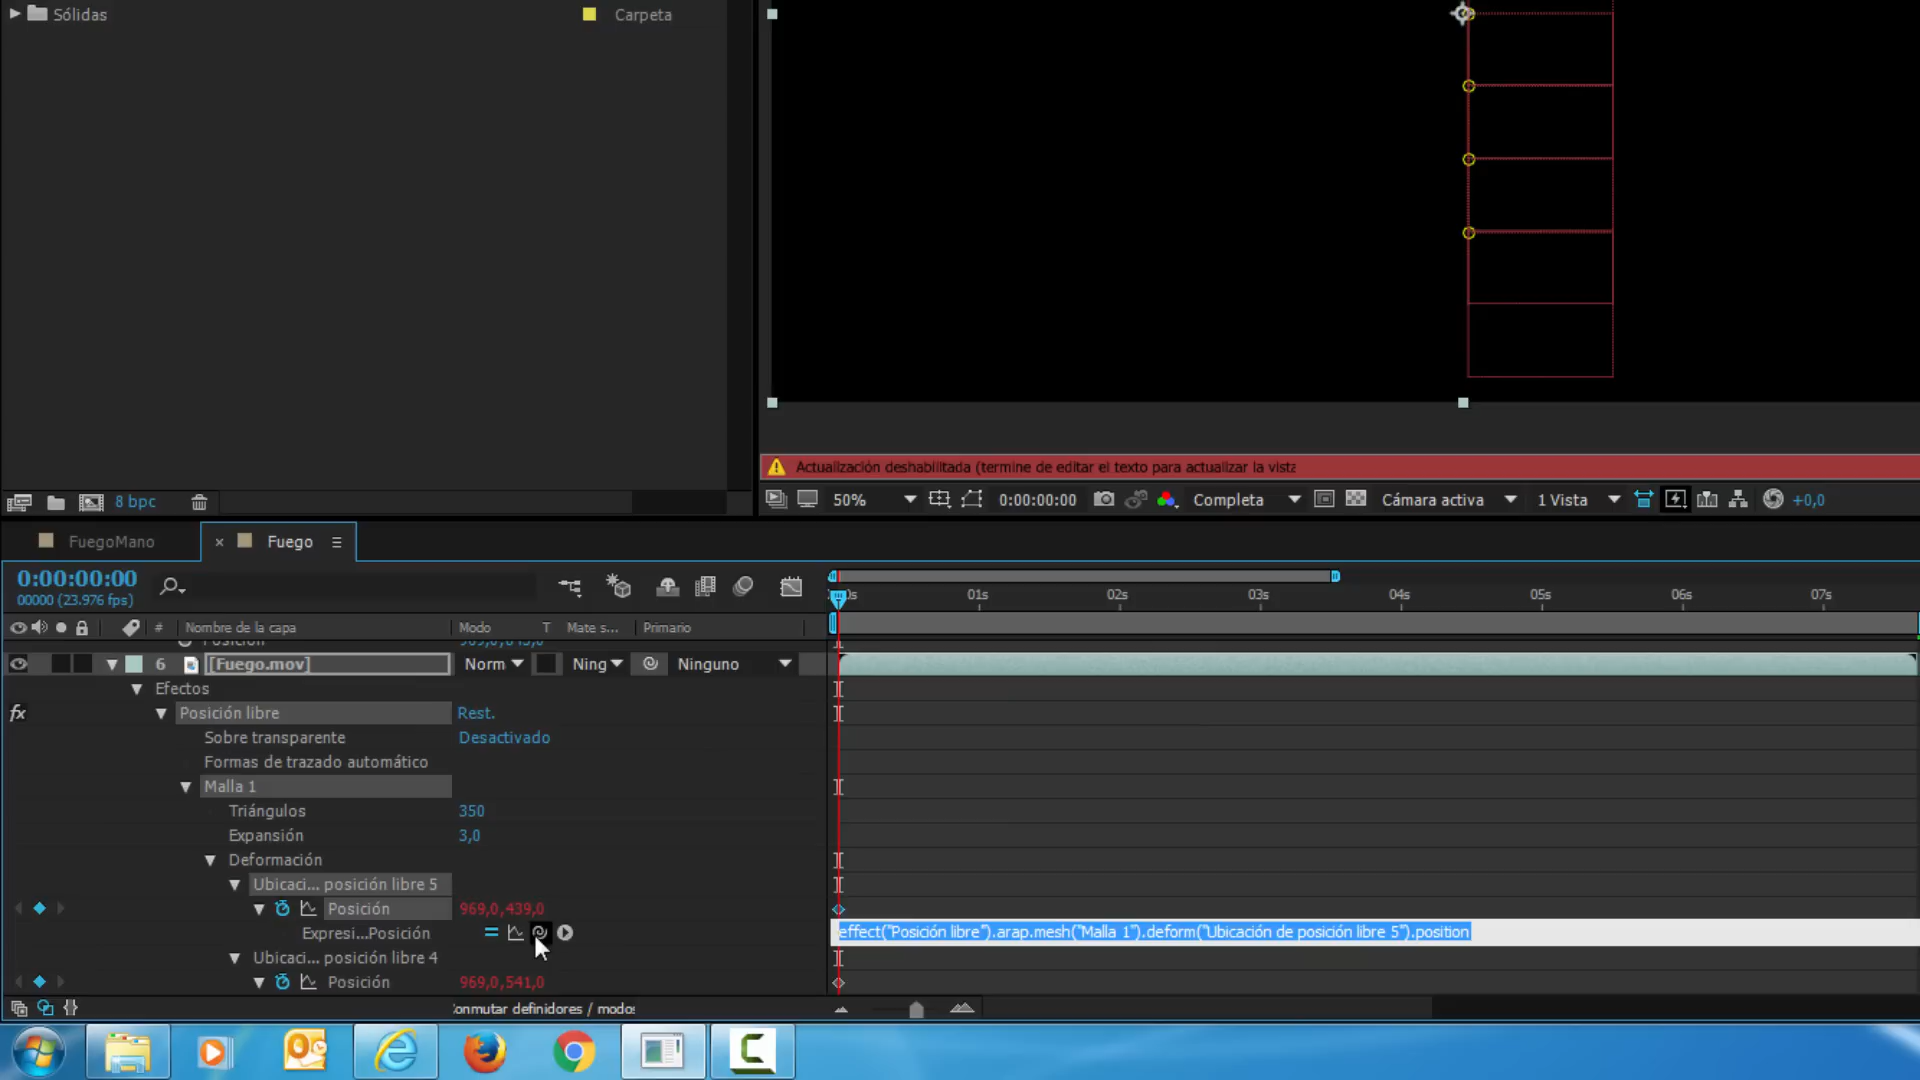 Sólidas
Carpeta
Actualización deshabilitada (termine de editar el texto para actualizar la vista
8 bpc
50%
0:00:00:00
Completa
Cámara activa
1 Vista
+0,0
FuegoMano
× Fuego
0:00:00:00
00000 (23.976 fps)
01s
02s
03s
04s
05s
06s
07s
#
Nombre de la capa
Modo
T
Mate s...
Primario
Posición
6
[Fuego.mov]
Norm
Ning
Ninguno
Efectos
fx
Posición libre
Rest.
Sobre transparente
Desactivado
Formas de trazado automático
Malla 1
Triángulos
350
Expansión
3,0
Deformación
Ubicaci... posición libre 5
Posición
969,0,439,0
Expresi...Posición
effect("Posición libre").arap.mesh("Malla 1").deform("Ubicación de posición libre 5").position
Ubicaci... posición libre 4
Posición
969,0,541,0
onmutar definidores / modos